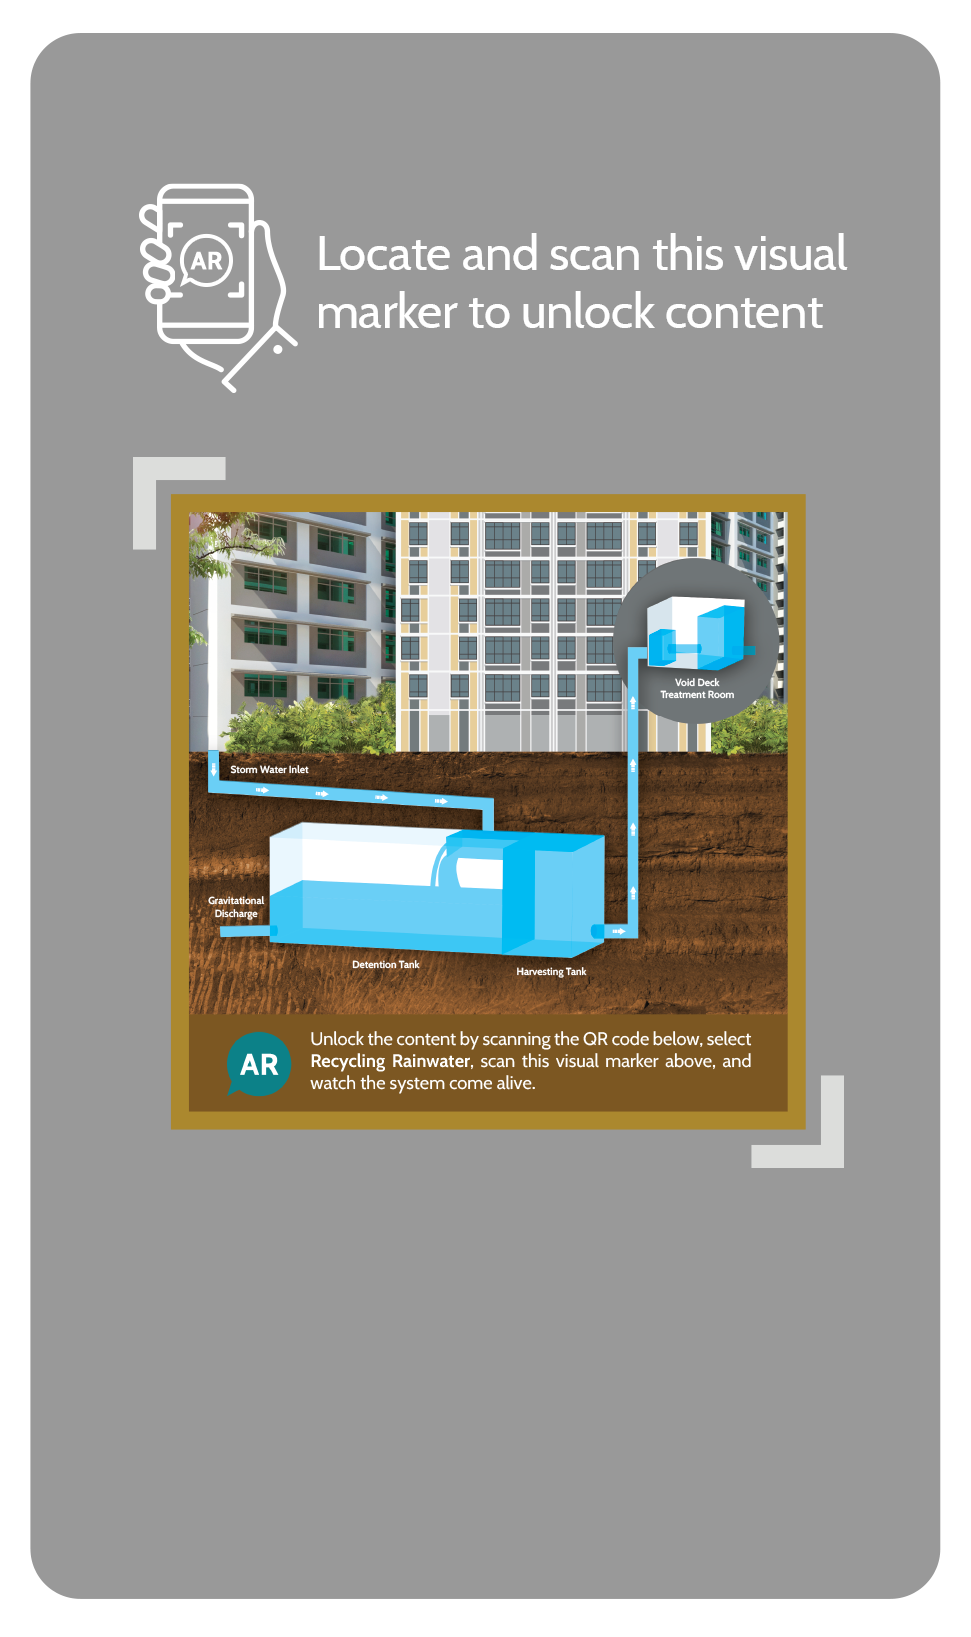 AR
Locate and scan this visual
marker to unlock content
Void Deck
Treatment Room
Storm Water Inlet
Gravitational
Discharge
Detention Tank
Harvesting Tank
AR
Unlock the content by scanning the QR code below, select
Recycling Rainwater, scan this visual marker above, and
watch the system come alive.